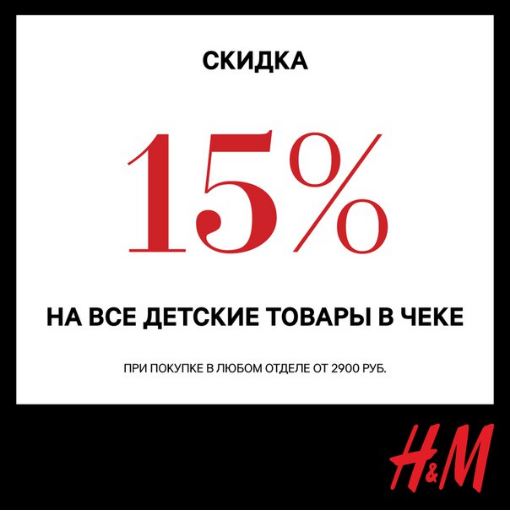 СКИДКА
15%
НА ВСЕ ДЕТСКИЕ ТОВАРЫ В ЧЕКЕ
ПРИ ПОКУПКЕ В ЛЮБОМ ОТДЕЛЕ ОТ 2900 РУБ.
H&M